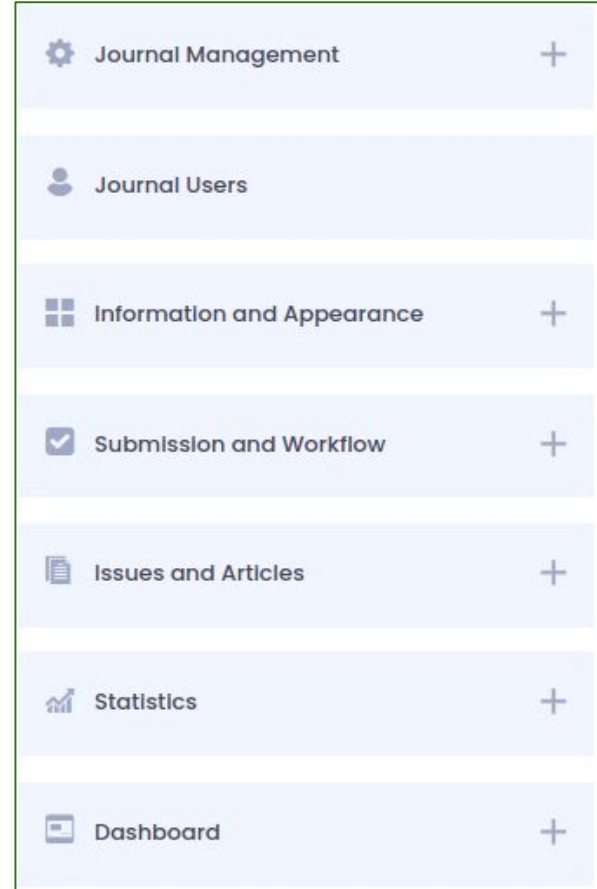 Journal Management
Journal Users
Information and Appearance
Submission and Workflow
Issues and Articles
Statistics
Dashboard